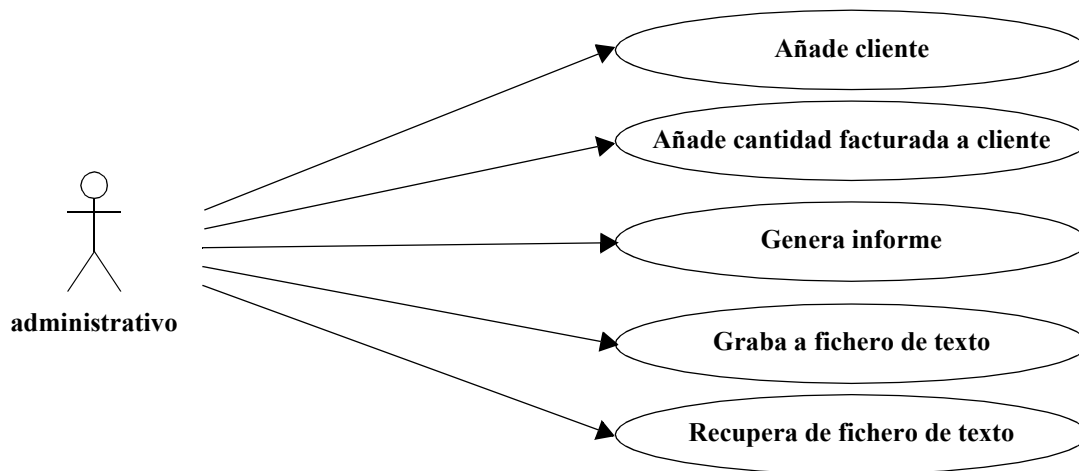 Añade cliente
Añade cantidad facturada a cliente
Genera informe
administrativo
Graba a fichero de texto
Recupera de fichero de texto